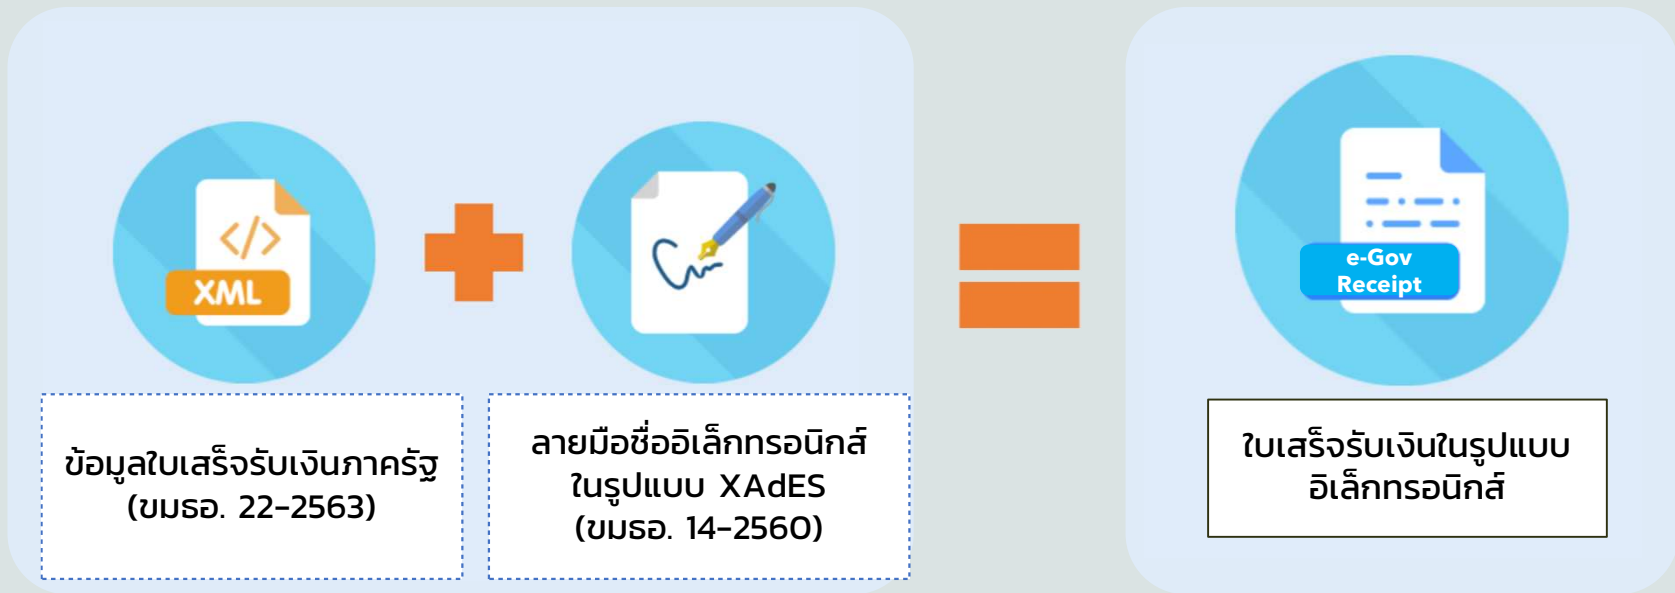 </>
XML
ข้อมูลใบเสร็จรับเงินภาครัฐ
(ขมธอ. 22-2563)
ลายมือชื่ออิเล็กทรอนิกส์
ในรูปแบบ XAdES
(ขมธอ. 14-2560)
e-Gov
Receipt
ใบเสร็จรับเงินในรูปแบบ
อิเล็กทรอนิกส์